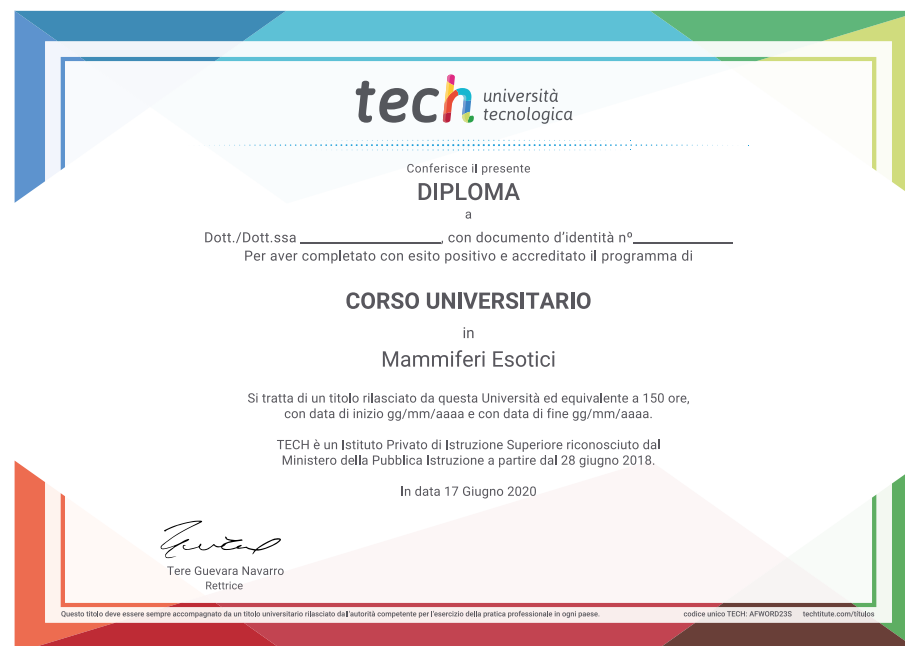 tech università
tecnologica
Conferisce il presente
DIPLOMA
a
Dott./Dott.ssa ____________________, con documento d'identità nº______________
Per aver completato con esito positivo e accreditato il programma di
CORSO UNIVERSITARIO
in
Mammiferi Esotici
Si tratta di un titolo rilasciato da questa Università ed equivalente a 150 ore,
con data di inizio gg/mm/aaaa e con data di fine gg/mm/aaaa.
TECH è un Istituto Privato di Istruzione Superiore riconosciuto dal
Ministero della Pubblica Istruzione a partire dal 28 giugno 2018.
In data 17 Giugno 2020
Tere Guevara Navarro
Rettrice
Questo titolo deve essere sempre accompagnato da un titolo universitario rilasciato dall'autorità competente per l'esercizio della pratica professionale in ogni paese. codice unico TECH: AFWORD23S techtitute.com/titulos